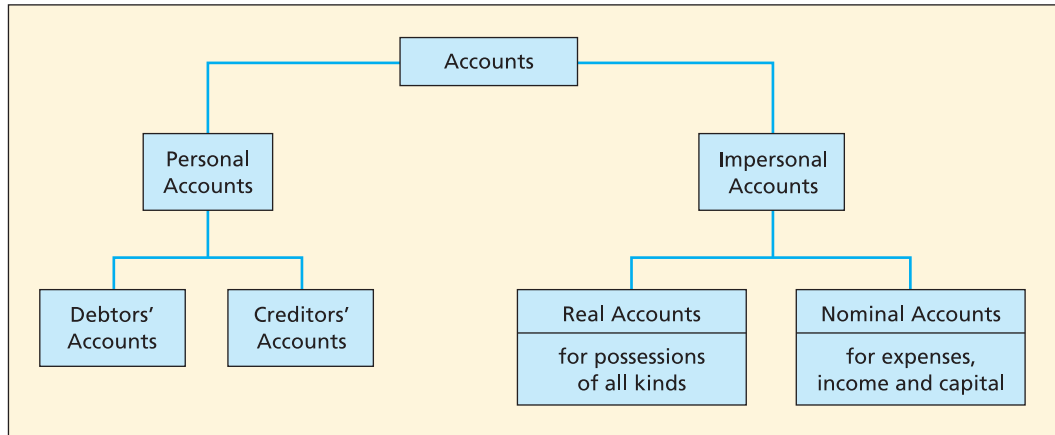 Accounts
Personal
Accounts
Impersonal
Accounts
Debtors’
Accounts
Creditors’
Accounts
Real Accounts
for possessions
of all kinds
Nominal Accounts
for expenses,
income and capital